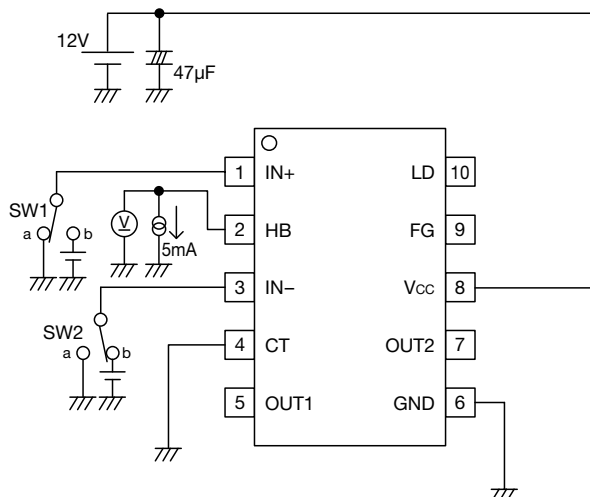 12V
47μF
1 IN+ LD 10
SW1
a b
V
5mA
2 HB FG 9
3 IN− VCC 8
SW2
a b
4 CT OUT2 7
5 OUT1 GND 6